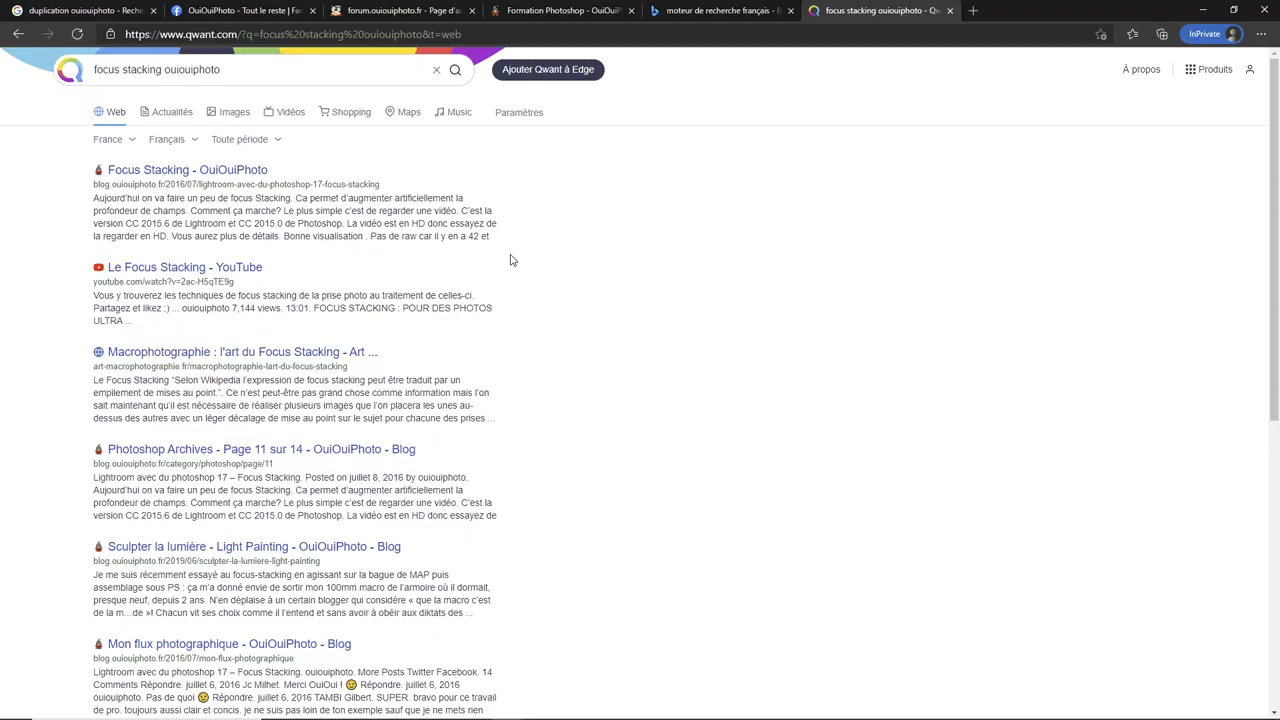 duplication ouiouiphoto - Recher
OuiOuiPhoto - Tout le reste | Fac
forum.ouiouiphoto.fr - Page d'ac
Formation Photoshop - OuiOuiPh
moteur de recherche français - B
focus stacking ouiouiphoto - Qw
https://www.qwant.com/?q=focus%20stacking%20ouiouiphoto&t=web
InPrivate
focus stacking ouiouiphoto
Ajouter Qwant à Edge
À propos
Produits
Web
Actualités
Images
Vidéos
Shopping
Maps
Music
Paramètres
France
Français
Toute période
Focus Stacking - OuiOuiPhoto
blog.ouiouiphoto.fr/2016/07/lightroom-avec-du-photoshop-17-focus-stacking
Aujourd'hui on va faire un peu de focus Stacking. Ca permet d'augmenter artificiellement la
profondeur de champs. Comment ça marche? Le plus simple c'est de regarder une vidéo. C'est la
version CC 2015.6 de Lightroom et CC 2015.0 de Photoshop. La vidéo est en HD donc essayez de
la regarder en HD. Vous aurez plus de détails. Bonne visualisation . Pas de raw car il y en a 42 et
Le Focus Stacking - YouTube
youtube.com/watch?v=2ac-H5qTE9g
Vous y trouverez les techniques de focus stacking de la prise photo au traitement de celles-ci.
Partagez et likez ;) ... ouiouiphoto 7,144 views. 13:01. FOCUS STACKING : POUR DES PHOTOS
ULTRA ...
Macrophotographie : l'art du Focus Stacking - Art ...
art-macrophotographie.fr/macrophotographie-lart-du-focus-stacking
Le Focus Stacking "Selon Wikipedia l'expression de focus stacking peut être traduit par un
empilement de mises au point.". Ce n'est peut-être pas grand chose comme information mais l'on
sait maintenant qu'il est nécessaire de réaliser plusieurs images que l'on placera les unes au-
dessus des autres avec un léger décalage de mise au point sur le sujet pour chacune des prises ...
Photoshop Archives - Page 11 sur 14 - OuiOuiPhoto - Blog
blog.ouiouiphoto.fr/category/photoshop/page/11
Lightroom avec du photoshop 17 – Focus Stacking. Posted on juillet 8, 2016 by ouiouiphoto.
Aujourd'hui on va faire un peu de focus Stacking. Ca permet d'augmenter artificiellement la
profondeur de champs. Comment ça marche? Le plus simple c'est de regarder une vidéo. C'est la
version CC 2015.6 de Lightroom et CC 2015.0 de Photoshop. La vidéo est en HD donc essayez de
Sculpter la lumière - Light Painting - OuiOuiPhoto - Blog
blog.ouiouiphoto.fr/2019/06/sculpter-la-lumiere-light-painting
Je me suis récemment essayé au focus-stacking en agissant sur la bague de MAP puis
assemblage sous PS : ça m'a donné envie de sortir mon 100mm macro de l'armoire où il dormait,
presque neuf, depuis 2 ans. N'en déplaise à un certain blogger qui considère « que la macro c'est
de la m…de »! Chacun vit ses choix comme il l'entend et sans avoir à obéir aux diktats des ...
Mon flux photographique - OuiOuiPhoto - Blog
blog.ouiouiphoto.fr/2016/07/mon-flux-photographique
Lightroom avec du photoshop 17 – Focus Stacking. ouiouiphoto. More Posts Twitter Facebook. 14
Comments Répondre. juillet 6, 2016 Jc Milhet. Merci OuiOui ! 😉 Répondre. juillet 6, 2016
ouiouiphoto. Pas de quoi 😉 Répondre. juillet 6, 2016 TAMBI Gilbert. SUPER. bravo pour ce travail
de pro. toujours aussi clair et concis. je ne suis pas loin de ton exemple sauf que je ne mets rien